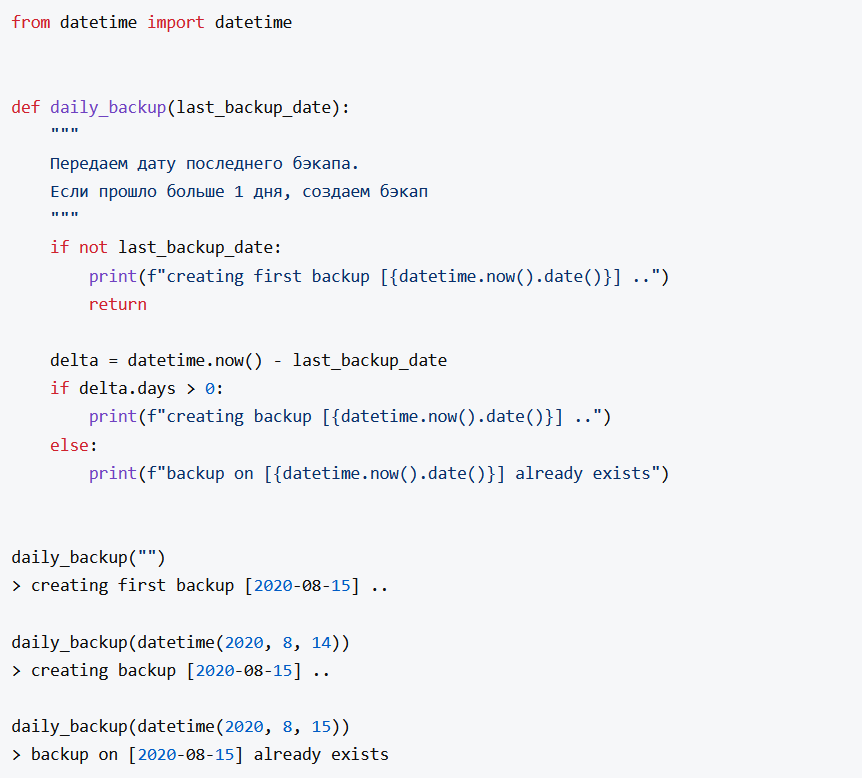 from datetime import datetime
def daily_backup(last_backup_date):
    """
    Передаем дату последнего бэкапа.
    Если прошло больше 1 дня, создаем бэкап
    """
    if not last_backup_date:
        print(f"creating first backup [{datetime.now().date()}] ..")
        return
    delta = datetime.now() - last_backup_date
    if delta.days > 0:
        print(f"creating backup [{datetime.now().date()}] ..")
    else:
        print(f"backup on [{datetime.now().date()}] already exists")
daily_backup("")
> creating first backup [2020-08-15] ..
daily_backup(datetime(2020, 8, 14))
> creating backup [2020-08-15] ..
daily_backup(datetime(2020, 8, 15))
> backup on [2020-08-15] already exists